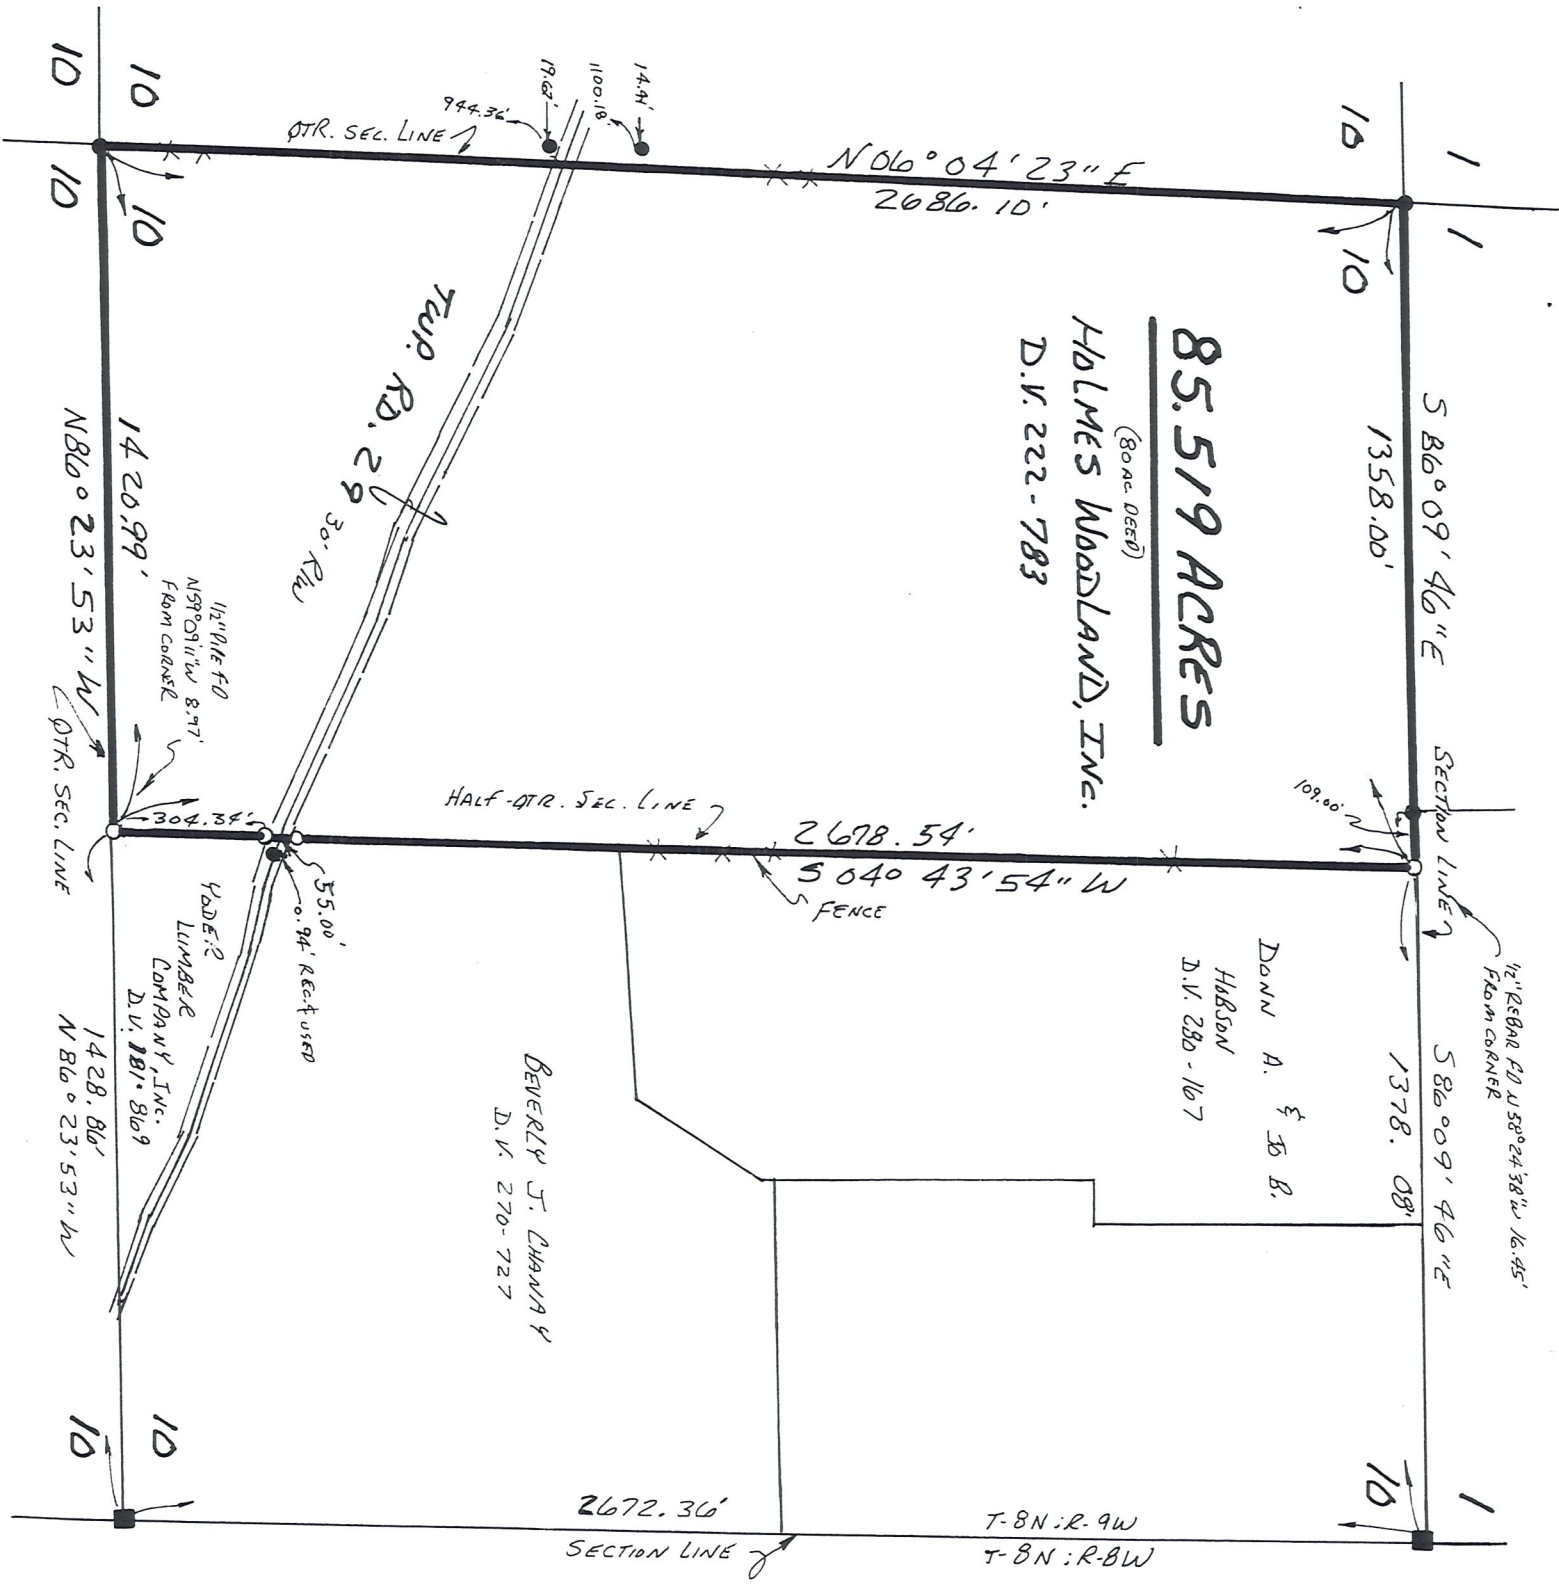 10
10
1
1
10
10
10
10
S 86° 09' 46" E
1358.00'
SECTION LINE
109.00'
1/2" REBAR FD N 58° 24' 38" W 16.45'
FROM CORNER
S 86° 09' 46" E
1378.08'
1
10
N 06° 04' 23" E
2686.10'
QTR. SEC. LINE
944.36'
19.62'
1100.18'
14.41'
85.519 ACRES
(80 AC. DEED)
HOLMES WOODLAND, INC.
D.V. 222-783
TWP. RD. 29
30' R/W
HALF-QTR. SEC. LINE
2678.54'
S 04° 43' 54" W
FENCE
304.34'
55.00'
0.94' REC. & USED
DONN A. & JO B.
HOBSON
D.V. 280-167
BEVERLY J. CHANAY
D.V. 270-727
YODER
LUMBER
COMPANY, INC.
D.V. 181-869
1420.99'
N 86° 23' 53" W
1/2" PIPE FD
N 59° 09' 11" W 8.97'
FROM CORNER
QTR. SEC. LINE
1428.86'
N 86° 23' 53" W
10
10
2672.36'
SECTION LINE
T-8N; R-9W
T-8N; R-8W